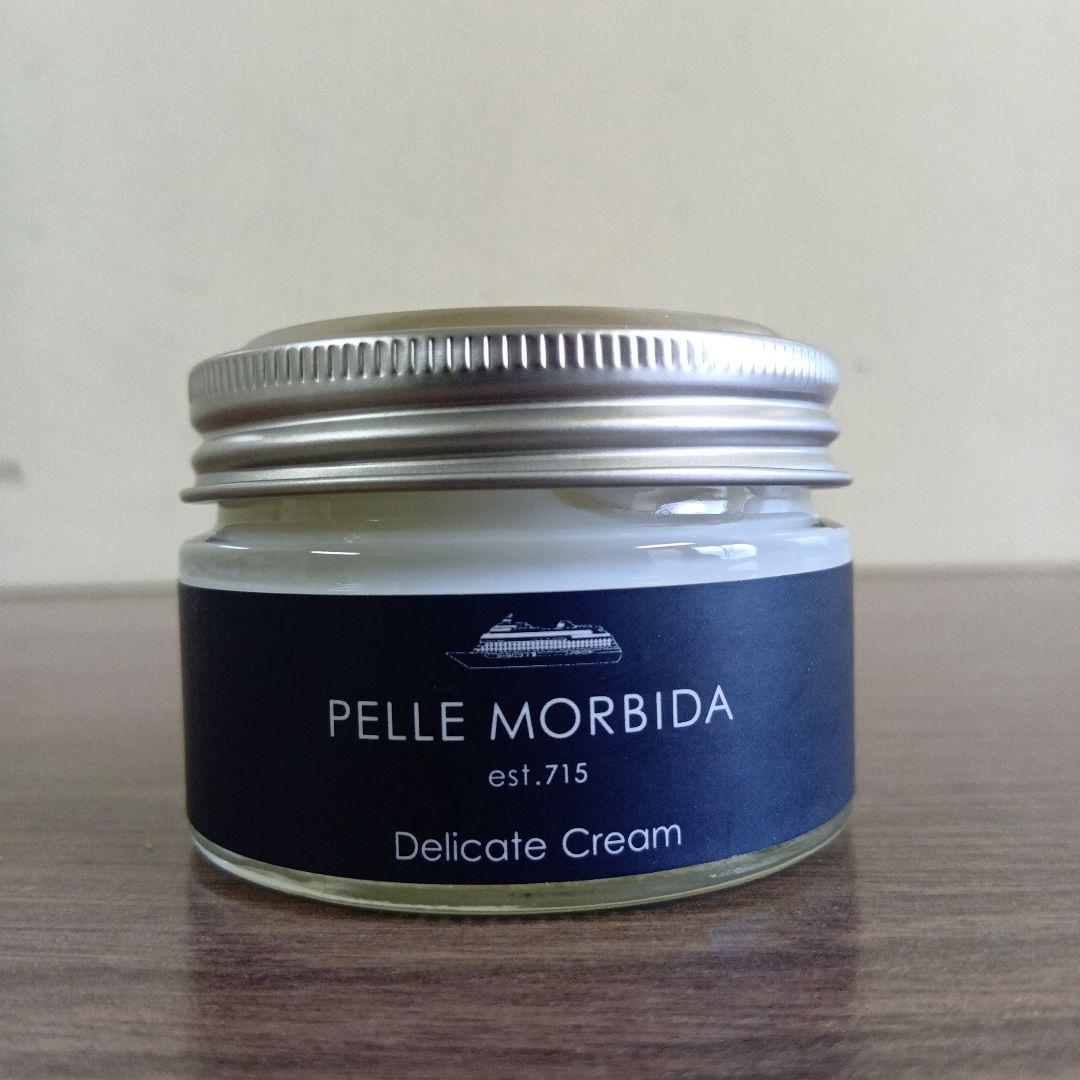 PELLE MORBIDA
est.715
Delicate Cream